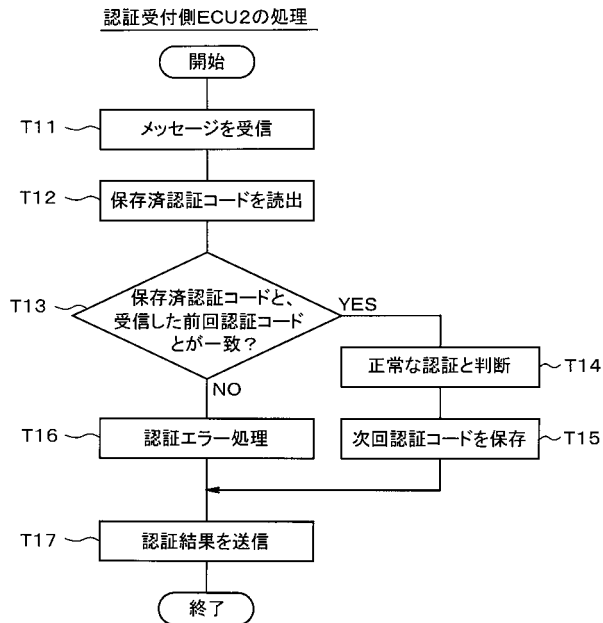 認証受付側ECU2の処理
開始
T11
メッセージを受信
T12
保存済認証コードを読出
T13
保存済認証コードと、
受信した前回認証コード
とが一致？
YES
NO
正常な認証と判断
T14
T16
認証エラー処理
次回認証コードを保存
T15
T17
認証結果を送信
終了